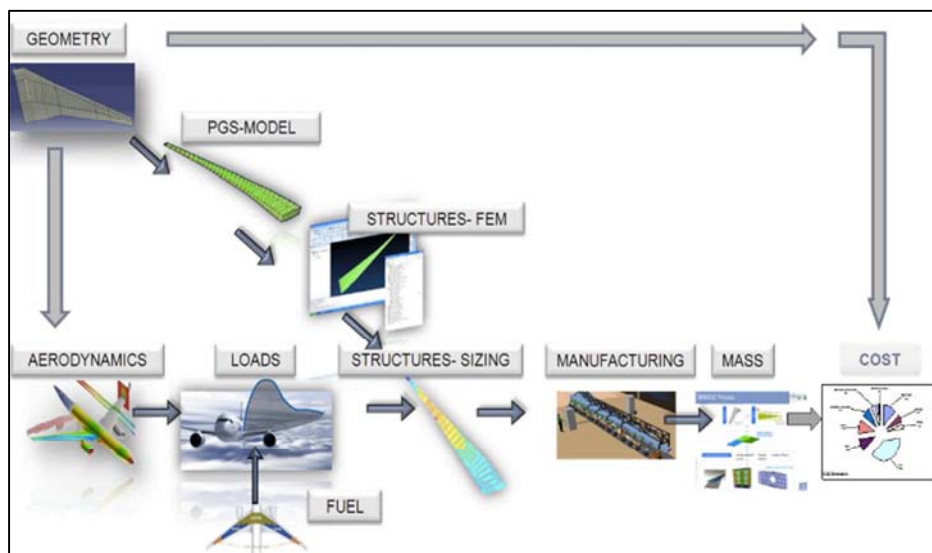 GEOMETRY
PGS-MODEL
STRUCTURES- FEM
AERODYNAMICS
LOADS
STRUCTURES- SIZING
MANUFACTURING
MASS
COST
FUEL